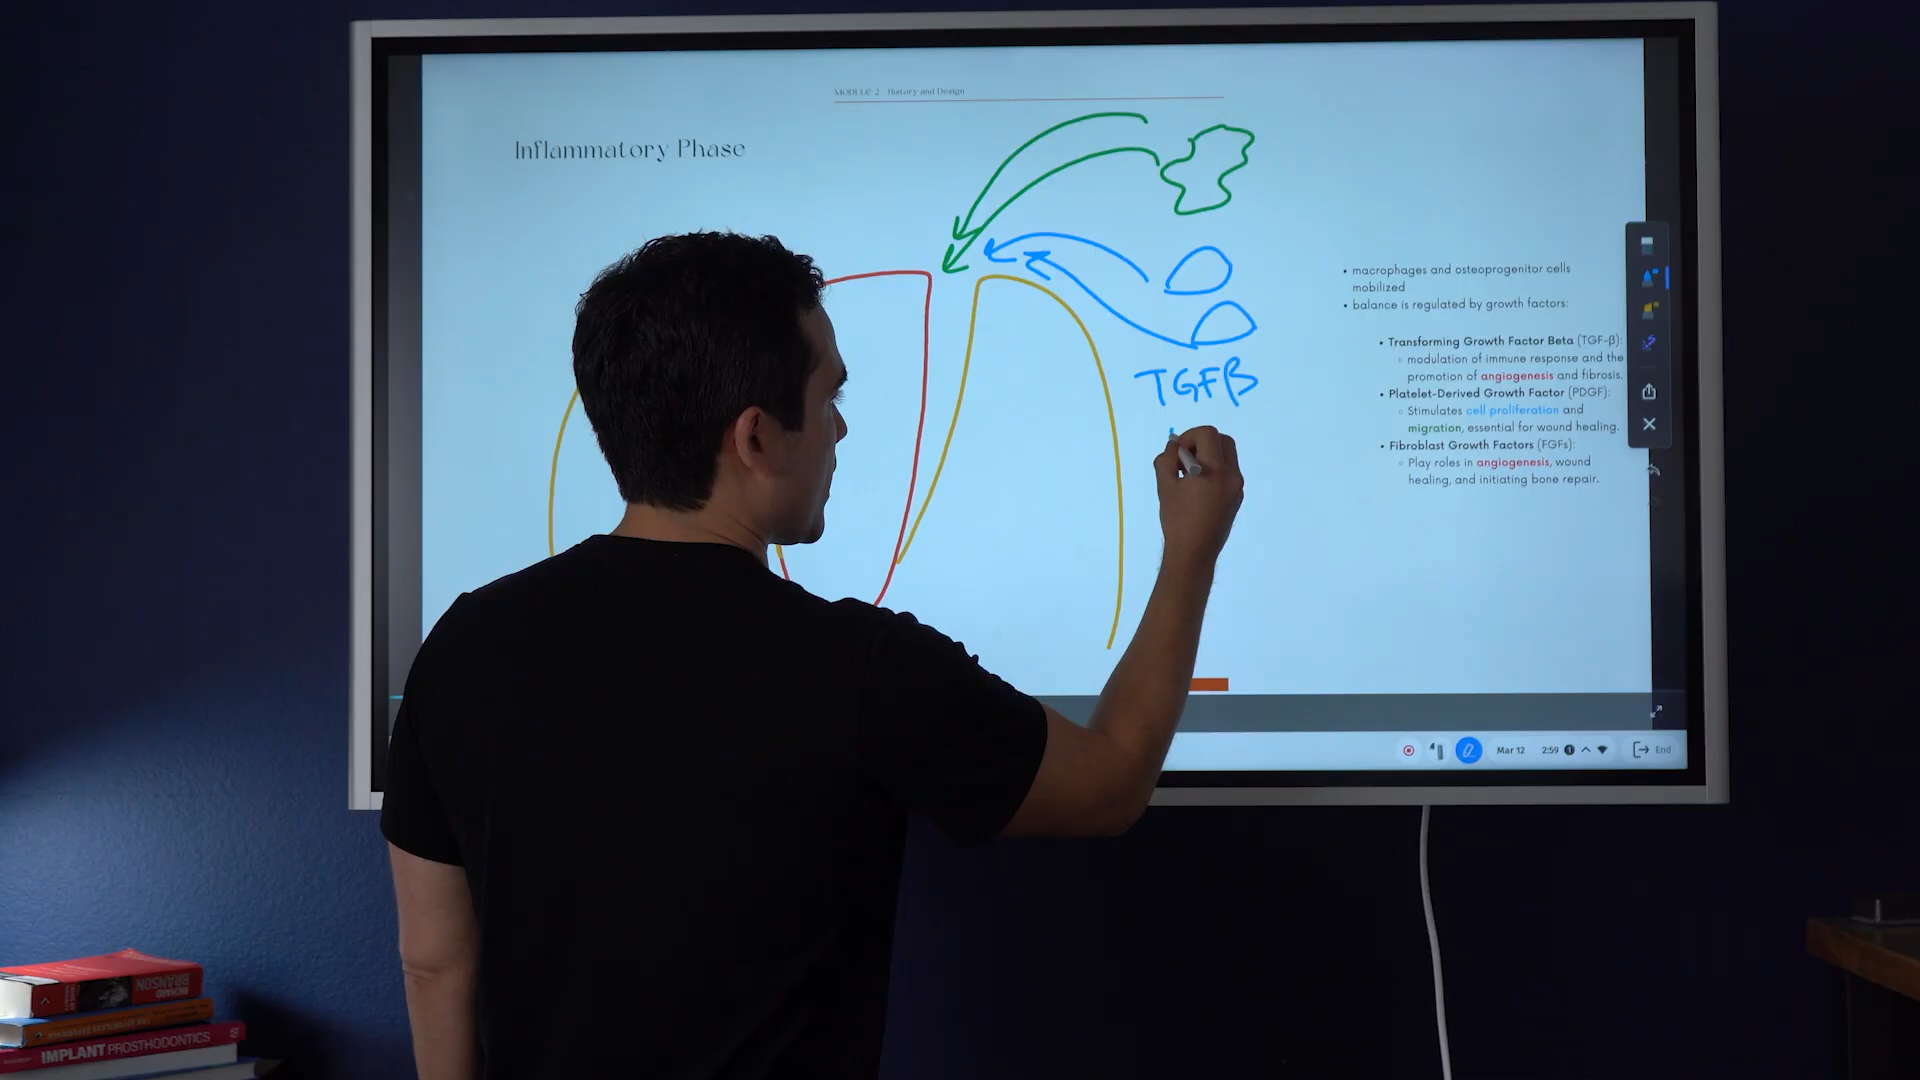 MODULE 2 History and Design
Inflammatory Phase
TGFβ
• macrophages and osteoprogenitor cells
mobilized
• balance is regulated by growth factors:
• Transforming Growth Factor Beta (TGF-β):
○ modulation of immune response and the
promotion of angiogenesis and fibrosis.
• Platelet-Derived Growth Factor (PDGF):
○ Stimulates cell proliferation and
migration, essential for wound healing.
• Fibroblast Growth Factors (FGFs):
○ Play roles in angiogenesis, wound
healing, and initiating bone repair.
Mar 12 2:59 1 End
RICHARD
BRANSON
IMPLANT PROSTHODONTICS